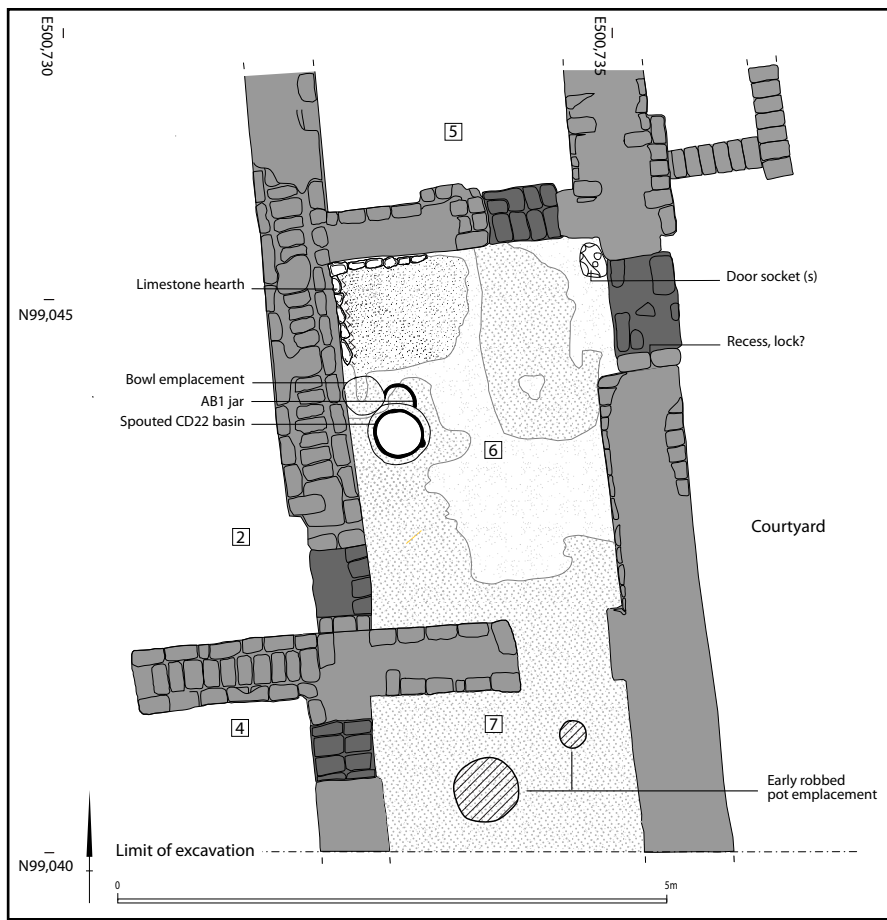 E500,730
E500,735
5
Limestone hearth
Door socket (s)
N99,045
Recess, lock?
Bowl emplacement
AB1 jar
Spouted CD22 basin
6
2
Courtyard
4
7
Early robbed
pot emplacement
Limit of excavation
N99,040
0
5m